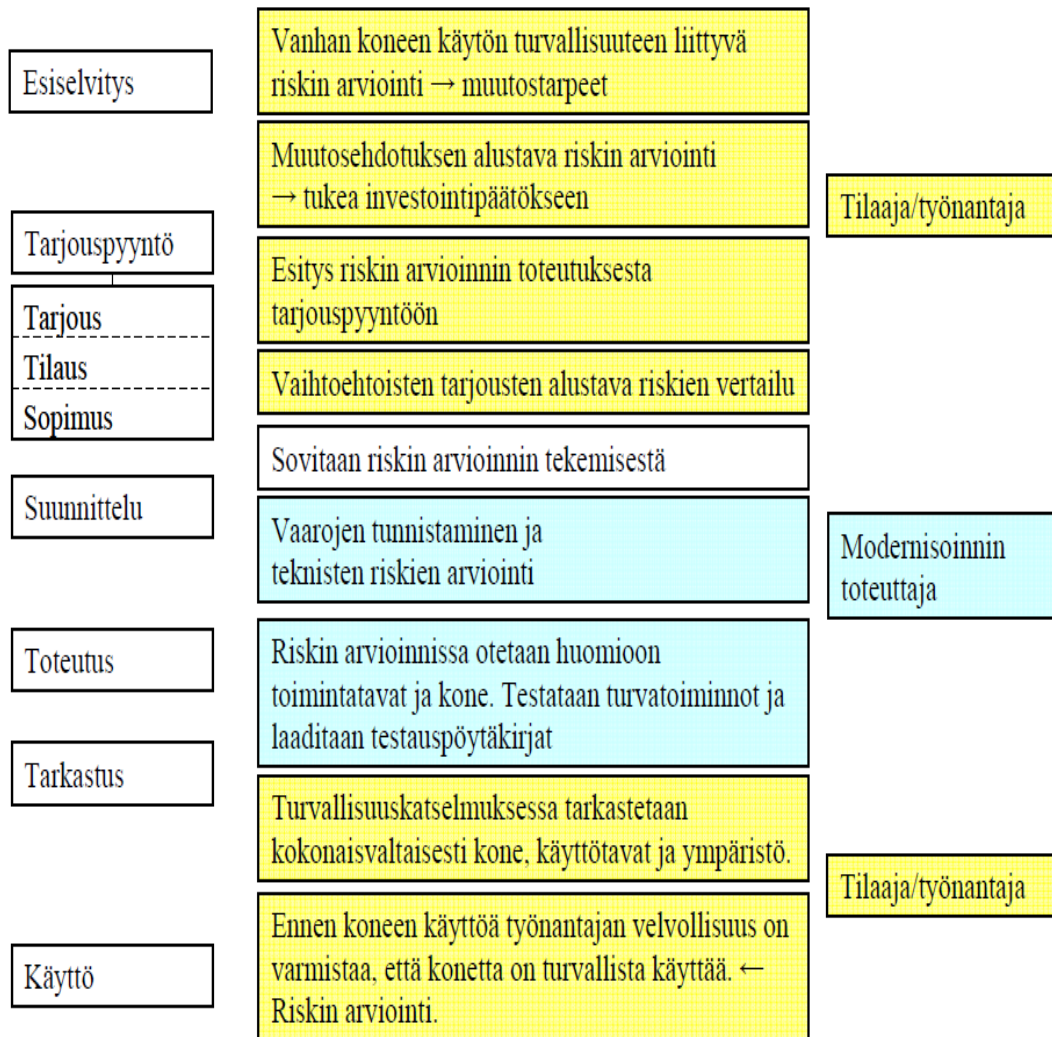 Esiselvitys
Vanhan koneen käytön turvallisuuteen liittyvä
riskin arviointi → muutostarpeet
Muutosehdotuksen alustava riskin arviointi
→ tukea investointipäätökseen
Tilaaja/työnantaja
Tarjouspyyntö
Esitys riskin arvioinnin toteutuksesta
tarjouspyyntöön
Tarjous
Tilaus
Sopimus
Vaihtoehtoisten tarjousten alustava riskien vertailu
Sovitaan riskin arvioinnin tekemisestä
Suunnittelu
Vaarojen tunnistaminen ja
teknisten riskien arviointi
Modernisoinnin
toteuttaja
Toteutus
Riskin arvioinnissa otetaan huomioon
toimintatavat ja kone. Testataan turvatoiminnot ja
laaditaan testauspöytäkirjat
Tarkastus
Turvallisuuskatselmuksessa tarkastetaan
kokonaisvaltaisesti kone, käyttötavat ja ympäristö.
Tilaaja/työnantaja
Käyttö
Ennen koneen käyttöä työnantajan velvollisuus on
varmistaa, että konetta on turvallista käyttää. ←
Riskin arviointi.